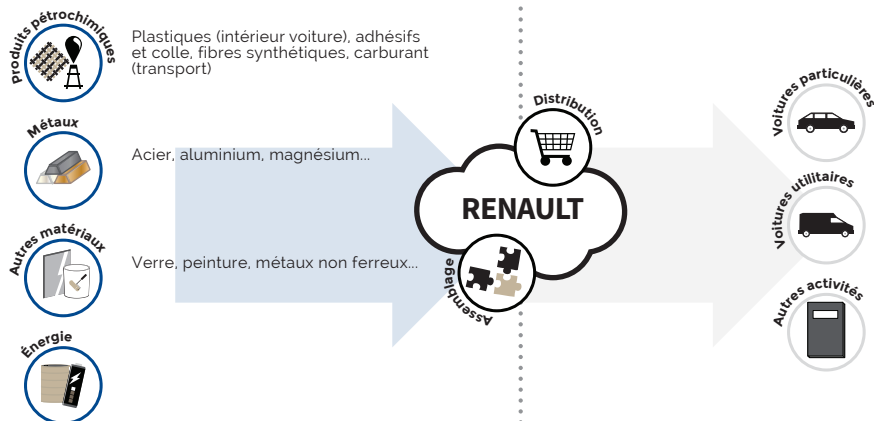 Produits pétrochimiques
Plastiques (intérieur voiture), adhésifs
et colle, fibres synthétiques, carburant
(transport)
Métaux
Acier, aluminium, magnésium...
Autres matériaux
Verre, peinture, métaux non ferreux...
Énergie
Distribution
RENAULT
Assemblage
Voitures particulières
Voitures utilitaires
Autres activités